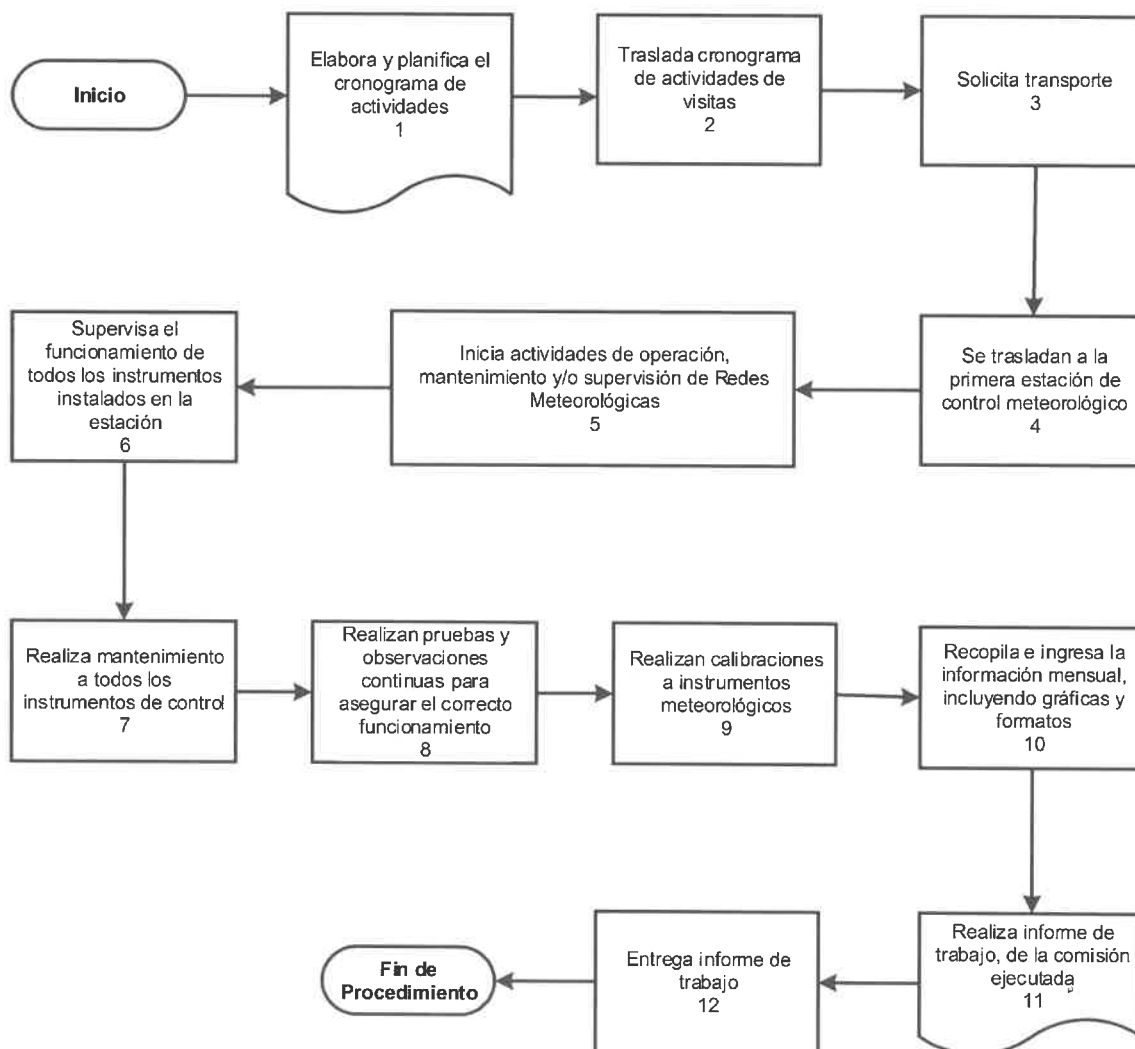 Inicio
Elabora y planifica el
cronograma de
actividades
1
Traslada cronograma
de actividades de
visitas
2
Solicita transporte
3
Se trasladan a la
primera estación de
control meteorológico
4
Inicia actividades de operación,
mantenimiento y/o supervisión de Redes
Meteorológicas
5
Supervisa el
funcionamiento de
todos los instrumentos
instalados en la
estación
6
Realiza mantenimiento
a todos los
instrumentos de control
7
Realizan pruebas y
observaciones
continuas para
asegurar el correcto
funcionamiento
8
Realizan calibraciones
a instrumentos
meteorológicos
9
Recopila e ingresa la
información mensual,
incluyendo gráficas y
formatos
10
Realiza informe de
trabajo, de la comisión
ejecutada
11
Entrega informe de
trabajo
12
Fin de
Procedimiento